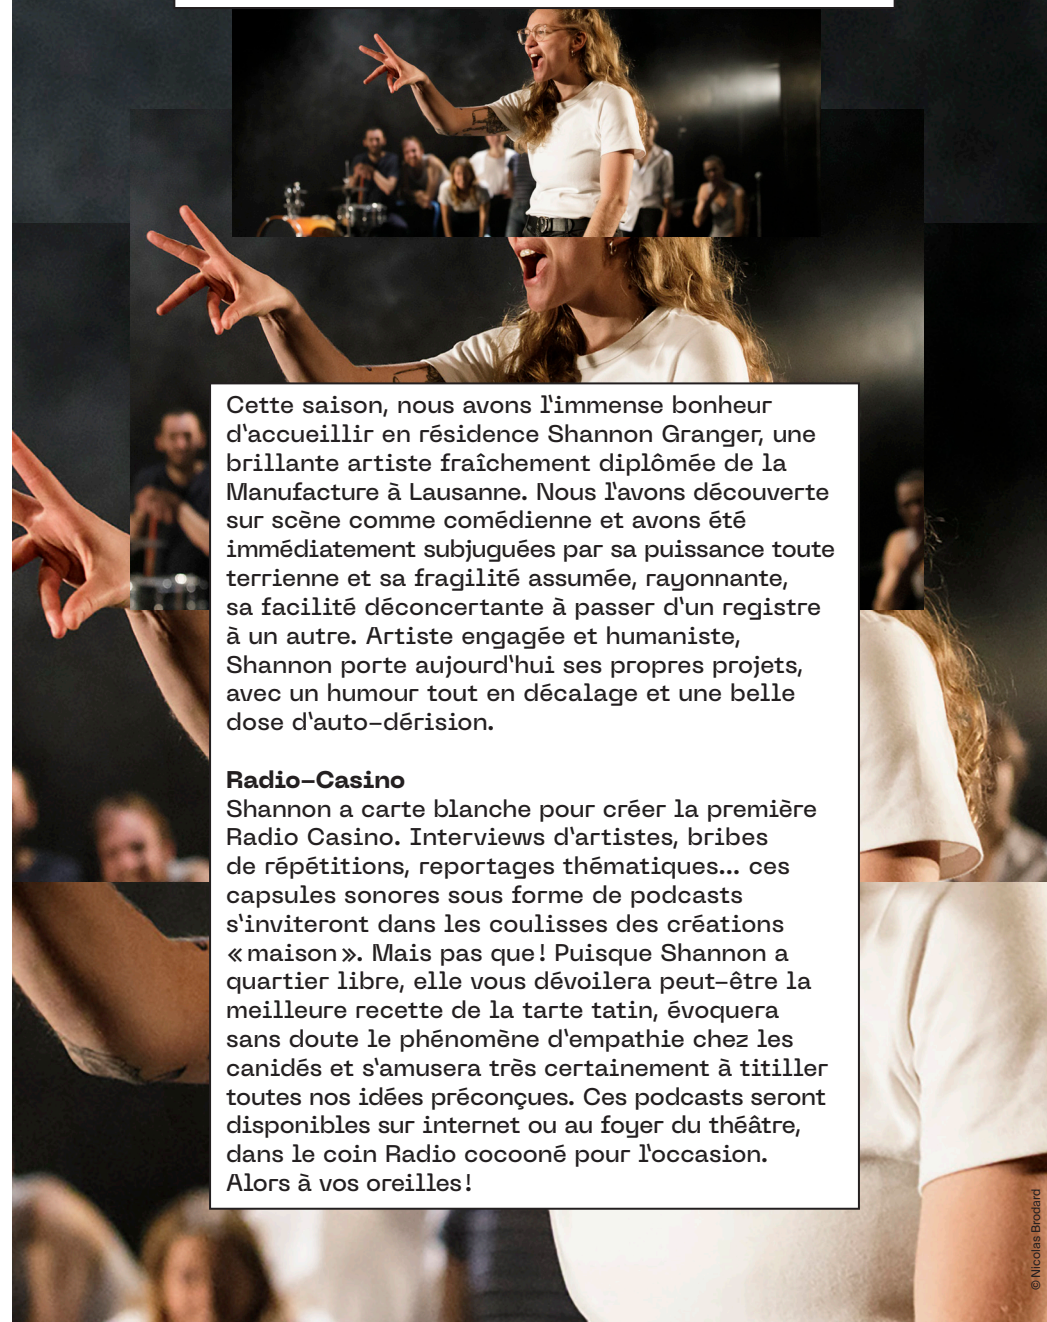 Cette saison, nous avons l'immense bonheur
d'accueillir en résidence Shannon Granger, une
brillante artiste fraîchement diplômée de la
Manufacture à Lausanne. Nous l'avons découverte
sur scène comme comédienne et avons été
immédiatement subjuguées par sa puissance toute
terrienne et sa fragilité assumée, rayonnante,
sa facilité déconcertante à passer d'un registre
à un autre. Artiste engagée et humaniste,
Shannon porte aujourd'hui ses propres projets,
avec un humour tout en décalage et une belle
dose d'auto-dérision.
Radio-Casino
Shannon a carte blanche pour créer la première
Radio Casino. Interviews d'artistes, bribes
de répétitions, reportages thématiques... ces
capsules sonores sous forme de podcasts
s'inviteront dans les coulisses des créations
« maison ». Mais pas que ! Puisque Shannon a
quartier libre, elle vous dévoilera peut-être la
meilleure recette de la tarte tatin, évoquera
sans doute le phénomène d'empathie chez les
canidés et s'amusera très certainement à titiller
toutes nos idées préconçues. Ces podcasts seront
disponibles sur internet ou au foyer du théâtre,
dans le coin Radio cocooné pour l'occasion.
Alors à vos oreilles !
© Nicolas Brodard